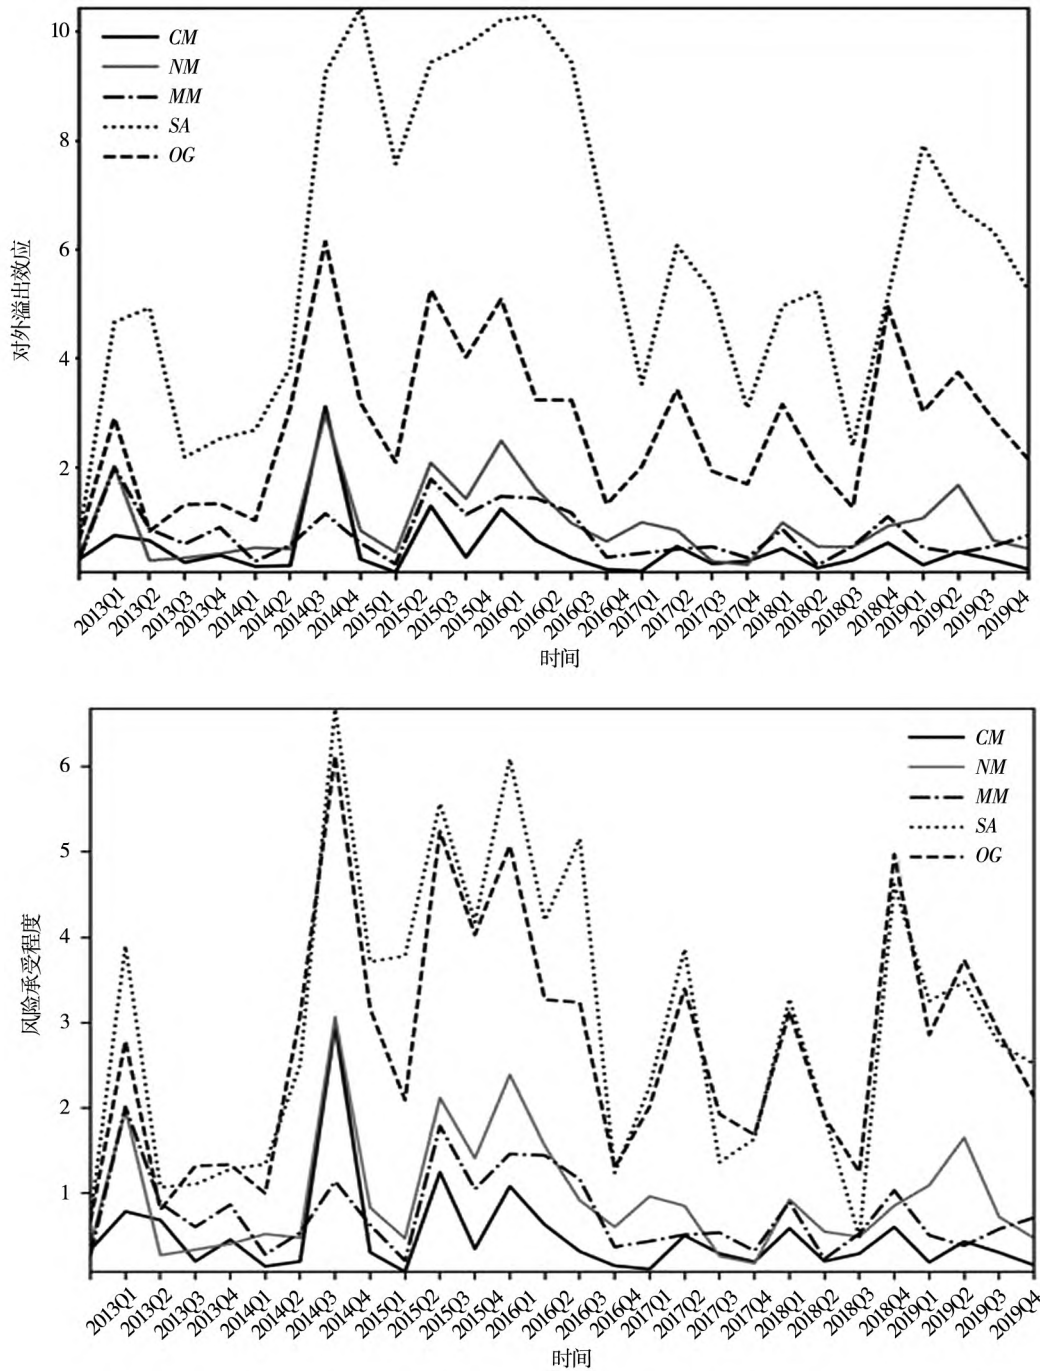 10
8
6
4
2
CM
NM
MM
SA
OG
对外溢出效应
2013Q1
2013Q2
2013Q3
2013Q4
2014Q1
2014Q2
2014Q3
2014Q4
2015Q1
2015Q2
2015Q3
2015Q4
2016Q1
2016Q2
2016Q3
2016Q4
2017Q1
2017Q2
2017Q3
2017Q4
2018Q1
2018Q2
2018Q3
2018Q4
2019Q1
2019Q2
2019Q3
2019Q4
时间
6
5
4
3
2
1
CM
NM
MM
SA
OG
风险承受程度
2013Q1
2013Q2
2013Q3
2013Q4
2014Q1
2014Q2
2014Q3
2014Q4
2015Q1
2015Q2
2015Q3
2015Q4
2016Q1
2016Q2
2016Q3
2016Q4
2017Q1
2017Q2
2017Q3
2017Q4
2018Q1
2018Q2
2018Q3
2018Q4
2019Q1
2019Q2
2019Q3
2019Q4
时间